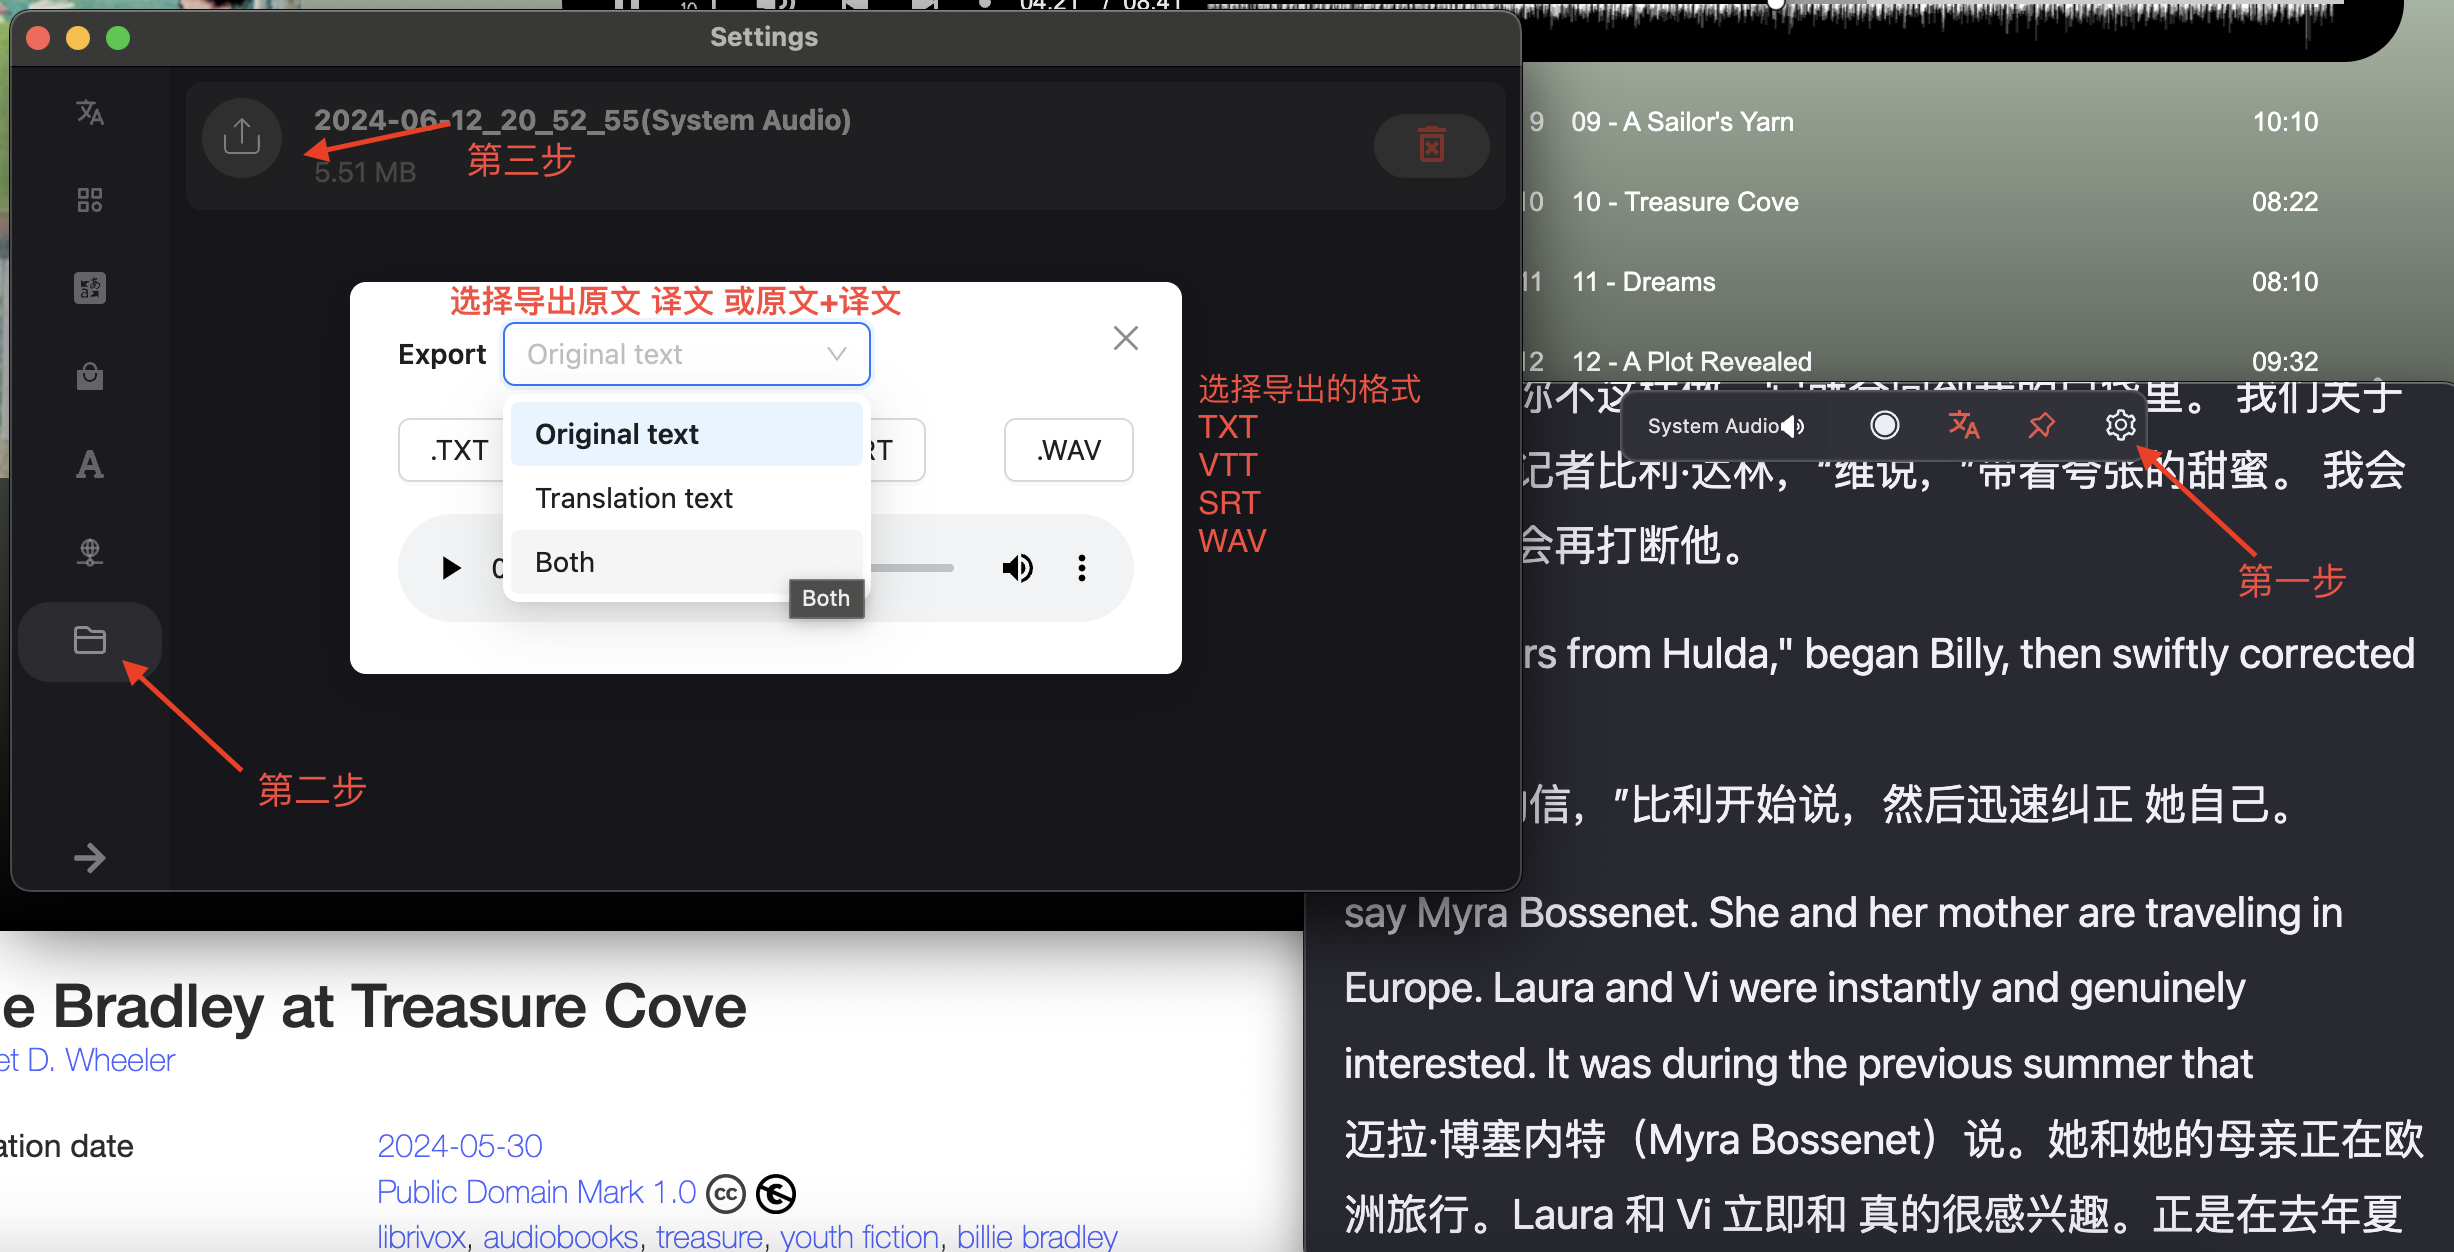 04:21 / 08:41
Settings
2024-06-12_20_52_55(System Audio)
第三步
5.51 MB
选择导出原文 译文 或原文+译文
Export
Original text
.TXT
.WAV
Original text
Translation text
Both
Both
选择导出的格式
TXT
VTT
SRT
WAV
第二步
9 09 - A Sailor's Yarn 10:10
10 10 - Treasure Cove 08:22
11 11 - Dreams 08:10
12 12 - A Plot Revealed 09:32
里。 我们关于
System Audio
记者比利·达林，“维说，”带着夸张的甜蜜。 我会
会再打断他。
第一步
rs from Hulda," began Billy, then swiftly corrected
信，”比利开始说，然后迅速纠正 她自己。
say Myra Bossenet. She and her mother are traveling in
Europe. Laura and Vi were instantly and genuinely
interested. It was during the previous summer that
迈拉·博塞内特（Myra Bossenet）说。她和她的母亲正在欧
洲旅行。Laura 和 Vi 立即和 真的很感兴趣。正是在去年夏
e Bradley at Treasure Cove
et D. Wheeler
ation date
2024-05-30
Public Domain Mark 1.0
librivox, audiobooks, treasure, youth fiction, billie bradley